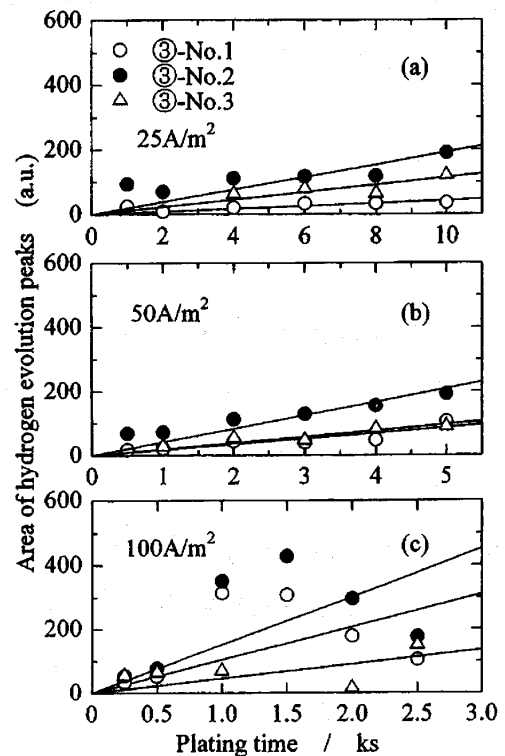 600
③-No.1
(a)
③-No.2
400
③-No.3
25A/m²
200
0
0 2 4 6 8 10
600
50A/m²
(b)
400
200
0
0 1 2 3 4 5
600
100A/m²
(c)
400
200
0
0 0.5 1.0 1.5 2.0 2.5 3.0
Plating time / ks
Area of hydrogen evolution peaks (a.u.)